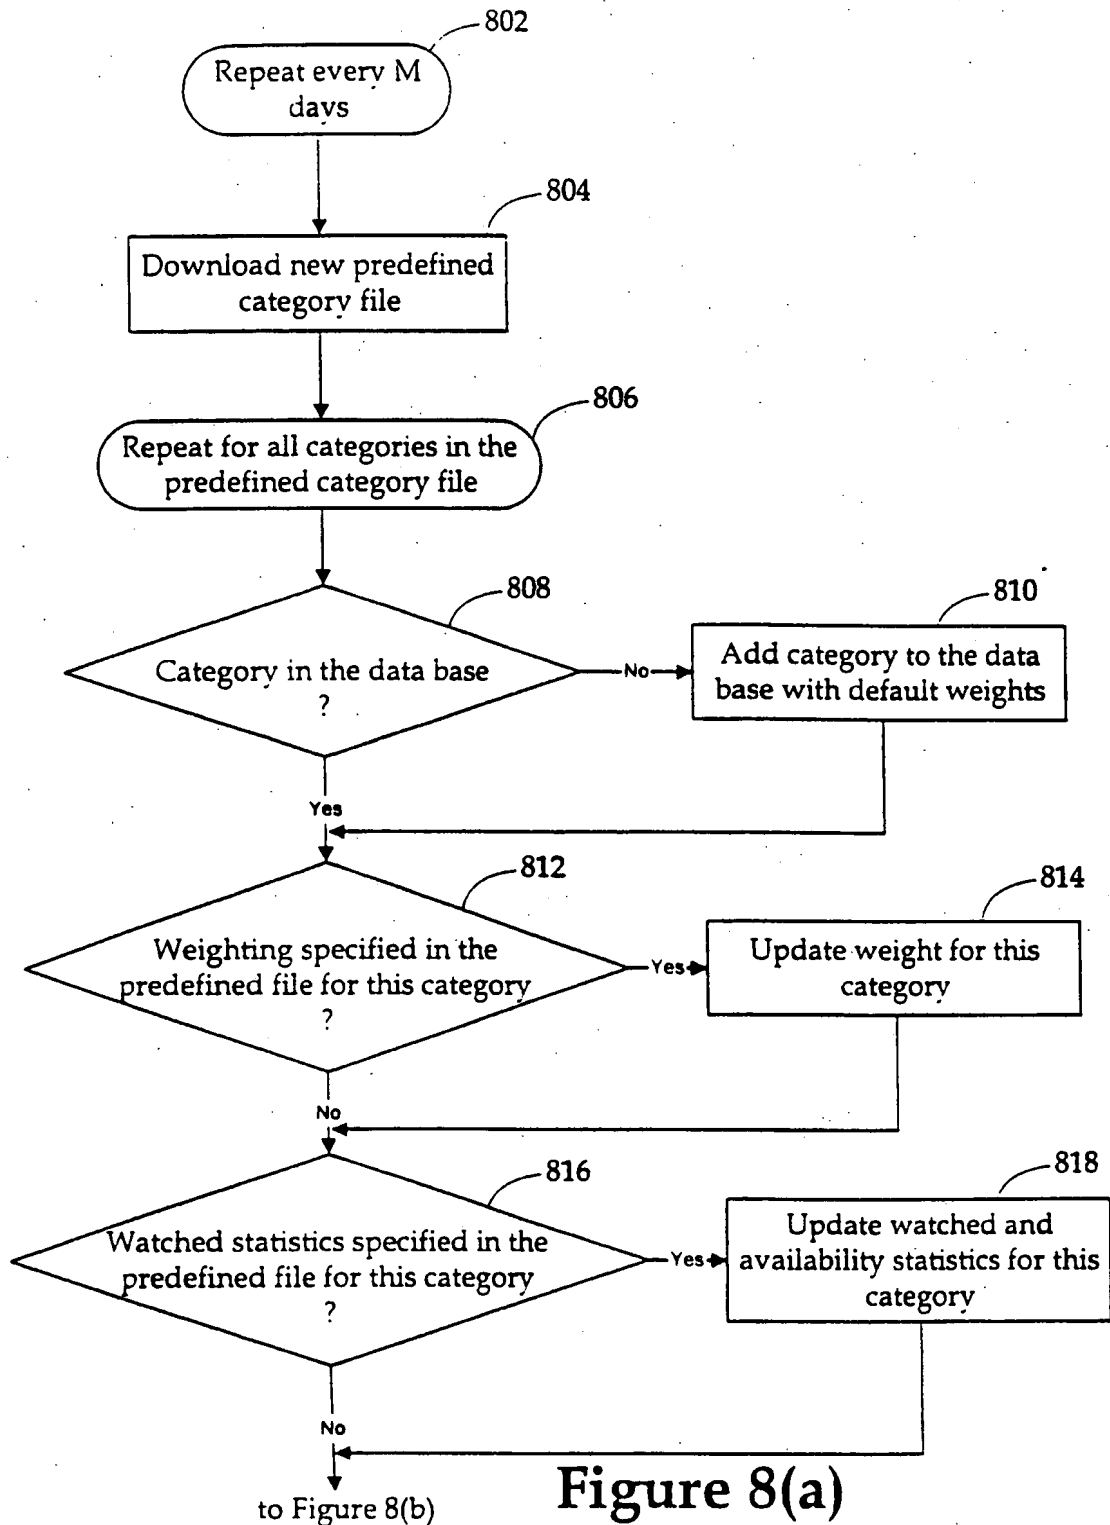 802
Repeat every M
days
804
Download new predefined
category file
806
Repeat for all categories in the
predefined category file
808
Category in the data base
?
No
810
Add category to the data
base with default weights
Yes
812
Weighting specified in the
predefined file for this category
?
Yes
814
Update weight for this
category
No
816
Watched statistics specified in the
predefined file for this category
?
Yes
818
Update watched and
availability statistics for this
category
No
to Figure 8(b)
Figure 8(a)